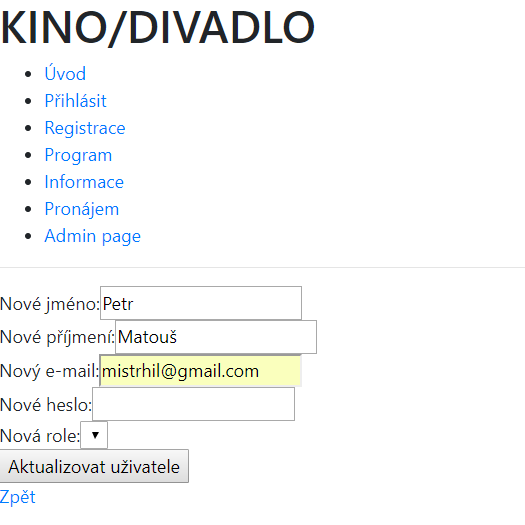 KINO/DIVADLO
Úvod
Přihlásit
Registrace
Program
Informace
Pronájem
Admin page
Nové jméno: Petr
Nové příjmení: Matouš
Nový e-mail: mistrhil@gmail.com
Nové heslo:
Nová role:
Aktualizovat uživatele
Zpět